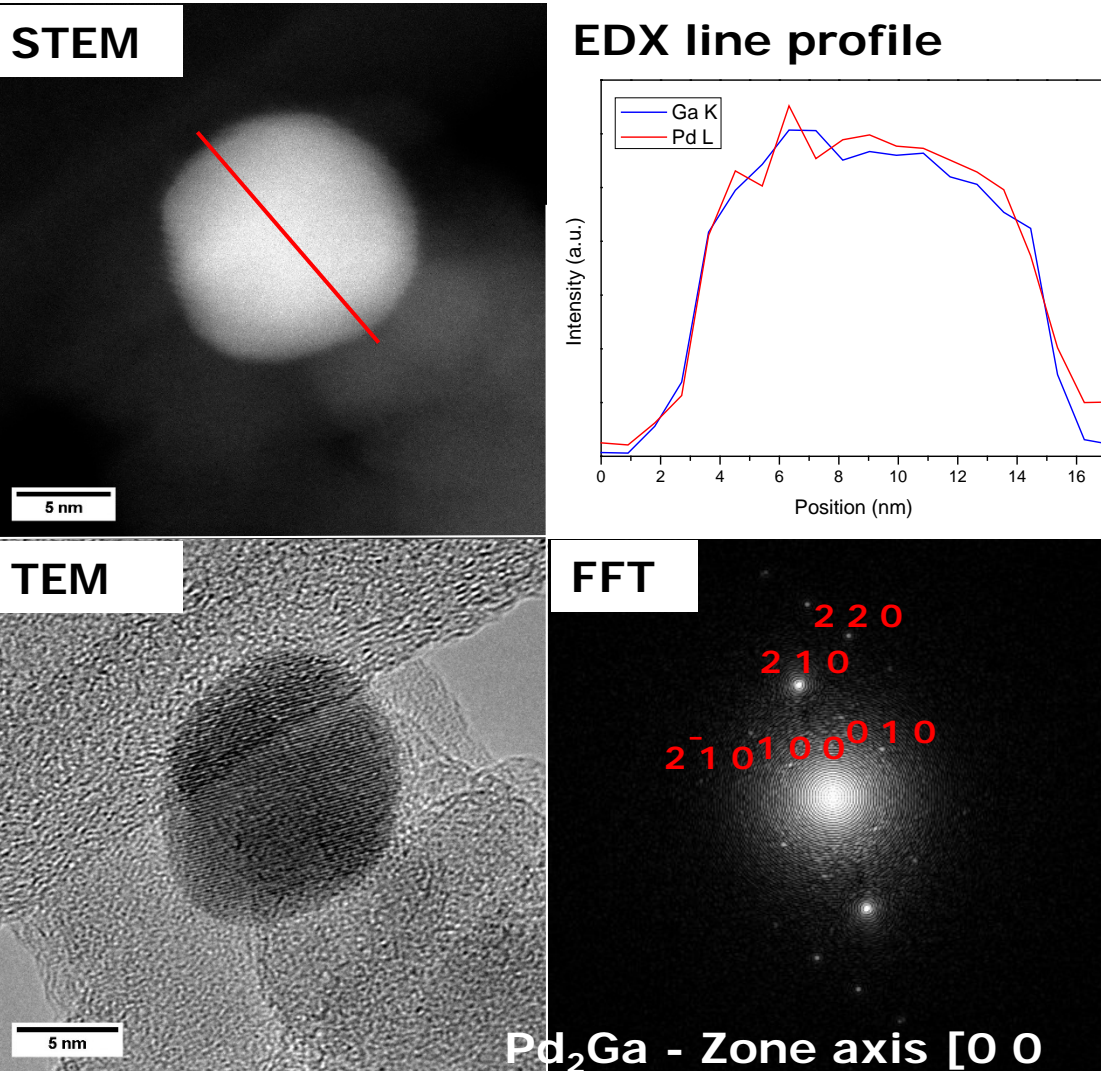 STEM
5 nm
EDX line profile
Ga K
Pd L
Intensity (a.u.)
0 2 4 6 8 10 12 14 16
Position (nm)
TEM
5 nm
FFT
2 2 0
2 1 0
0 1 0
2 1̄ 0 1 0 0
Pd₂Ga - Zone axis [0 0